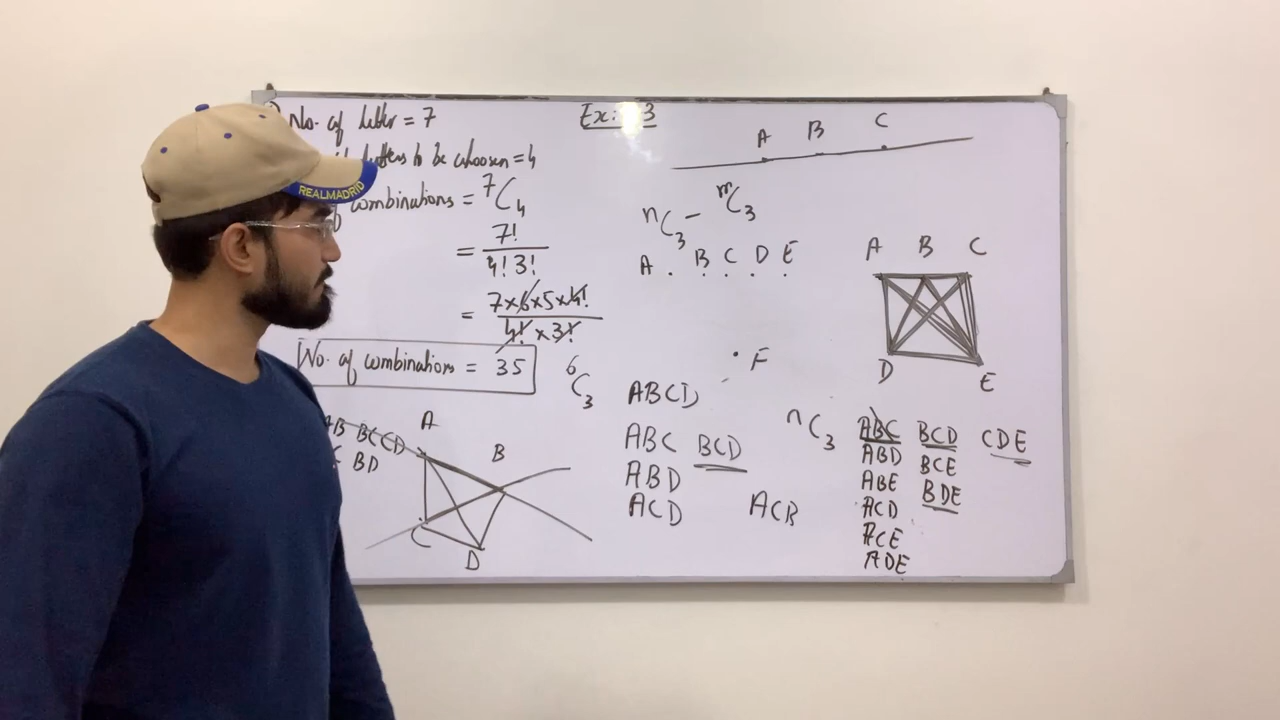 REALMADRID
No. of letter = 7
to be choosen = 4
combinations = ⁷C₄
= 7! / 4! 3!
= 7×6×5×4! / 4! × 3!
No. of combinations = 35
AB BC CD
BD
A
B
C
D
Ex: 3
A B C
ⁿC₃ - ᵐC₃
A . B C D E
. F
⁶C₃
ABCD
ABC BCD
ABD
ACD ACB
A B C
D E
ⁿC₃
ABC BCD CDE
ABD BCE
ABE BDE
ACD
ACE
ADE